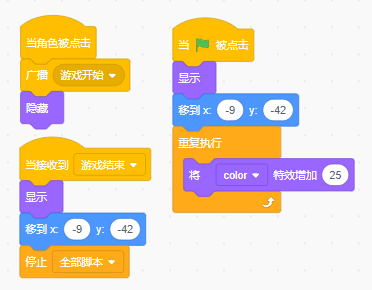 当角色被点击
广播 游戏开始
隐藏
当接收到 游戏结束
显示
移到 x: -9 y: -42
停止 全部脚本
当 被点击
显示
移到 x: -9 y: -42
重复执行
将 color 特效增加 25